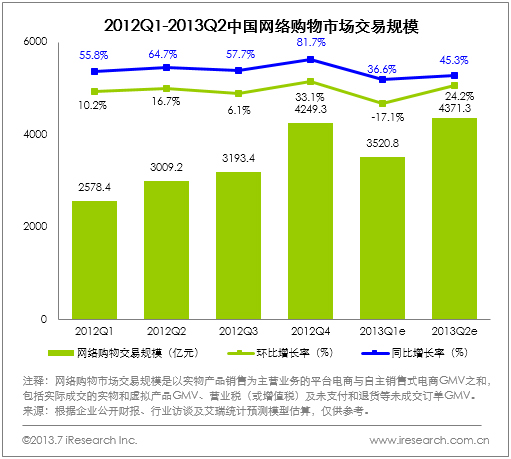 2012Q1-2013Q2中国网络购物市场交易规模
6000
4000
2000
0
55.8% 64.7% 57.7% 81.7% 36.6% 45.3%
10.2% 16.7% 6.1% 33.1% -17.1% 24.2%
2578.4 3009.2 3193.4 4249.3 3520.8 4371.3
2012Q1 2012Q2 2012Q3 2012Q4 2013Q1e 2013Q2e
网络购物交易规模（亿元） 环比增长率（%） 同比增长率（%）
注释：网络购物市场交易规模是以实物产品销售为主营业务的平台电商与自主销售式电商GMV之和，
包括实际成交的实物和虚拟产品GMV、营业税（或增值税）及未支付和退货等未成交订单GMV。
来源：根据企业公开财报、行业访谈及艾瑞统计预测模型估算，仅供参考。
©2013.7 iResearch Inc. www.iresearch.com.cn